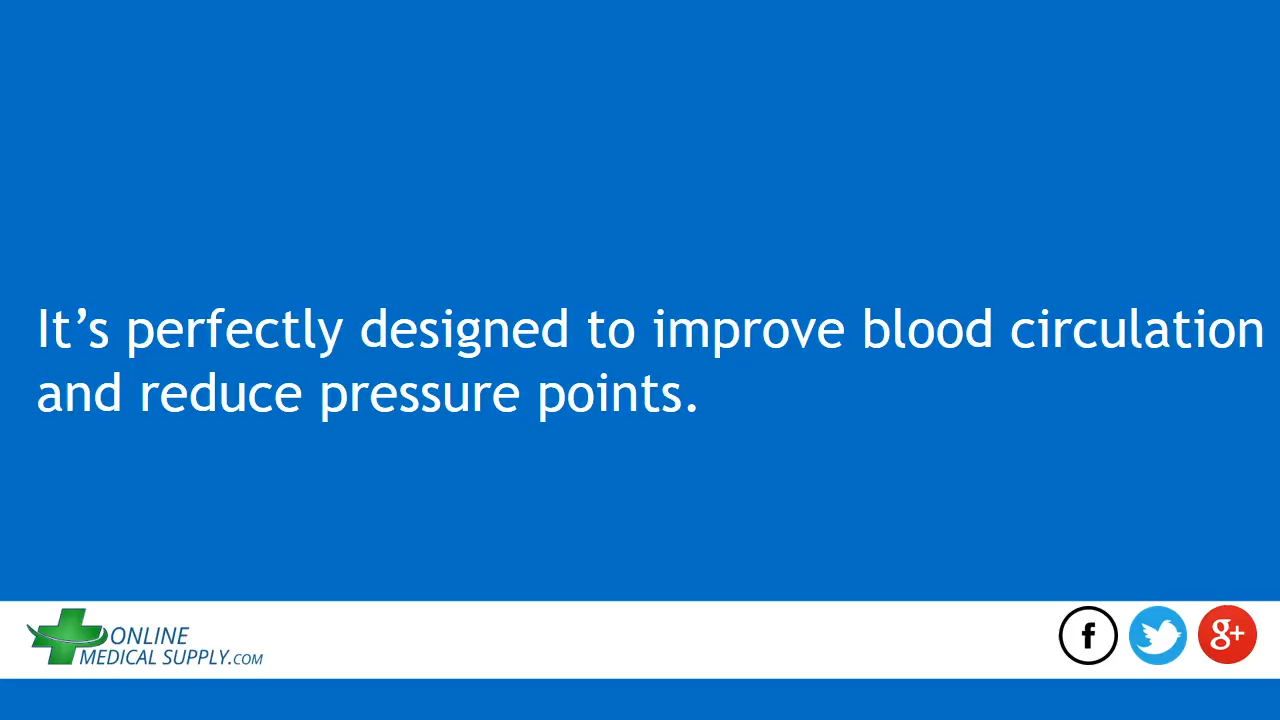 It’s perfectly designed to improve blood circulation
and reduce pressure points.
ONLINE
MEDICAL SUPPLY.COM
f
g+